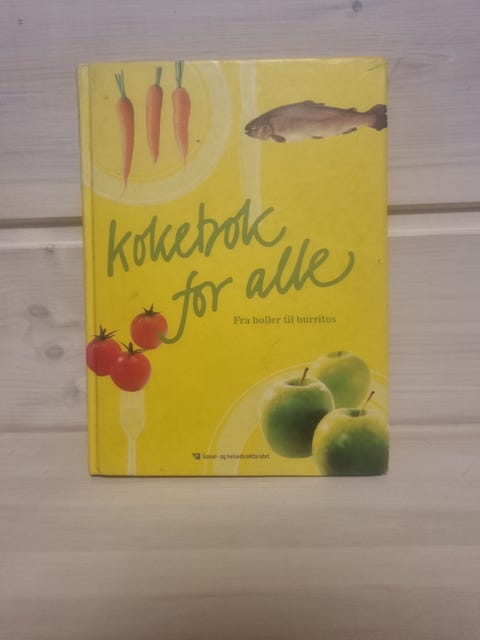 kokebok
for alle
Fra boller til burritos
Sosial- og helsedirektoratet